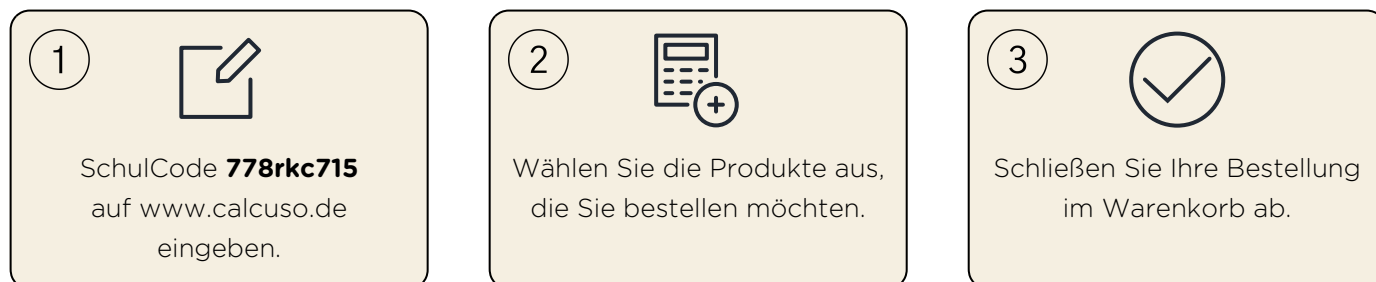 1
SchulCode 778rkc715
auf www.calcuso.de
eingeben.
2
Wählen Sie die Produkte aus,
die Sie bestellen möchten.
3
Schließen Sie Ihre Bestellung
im Warenkorb ab.